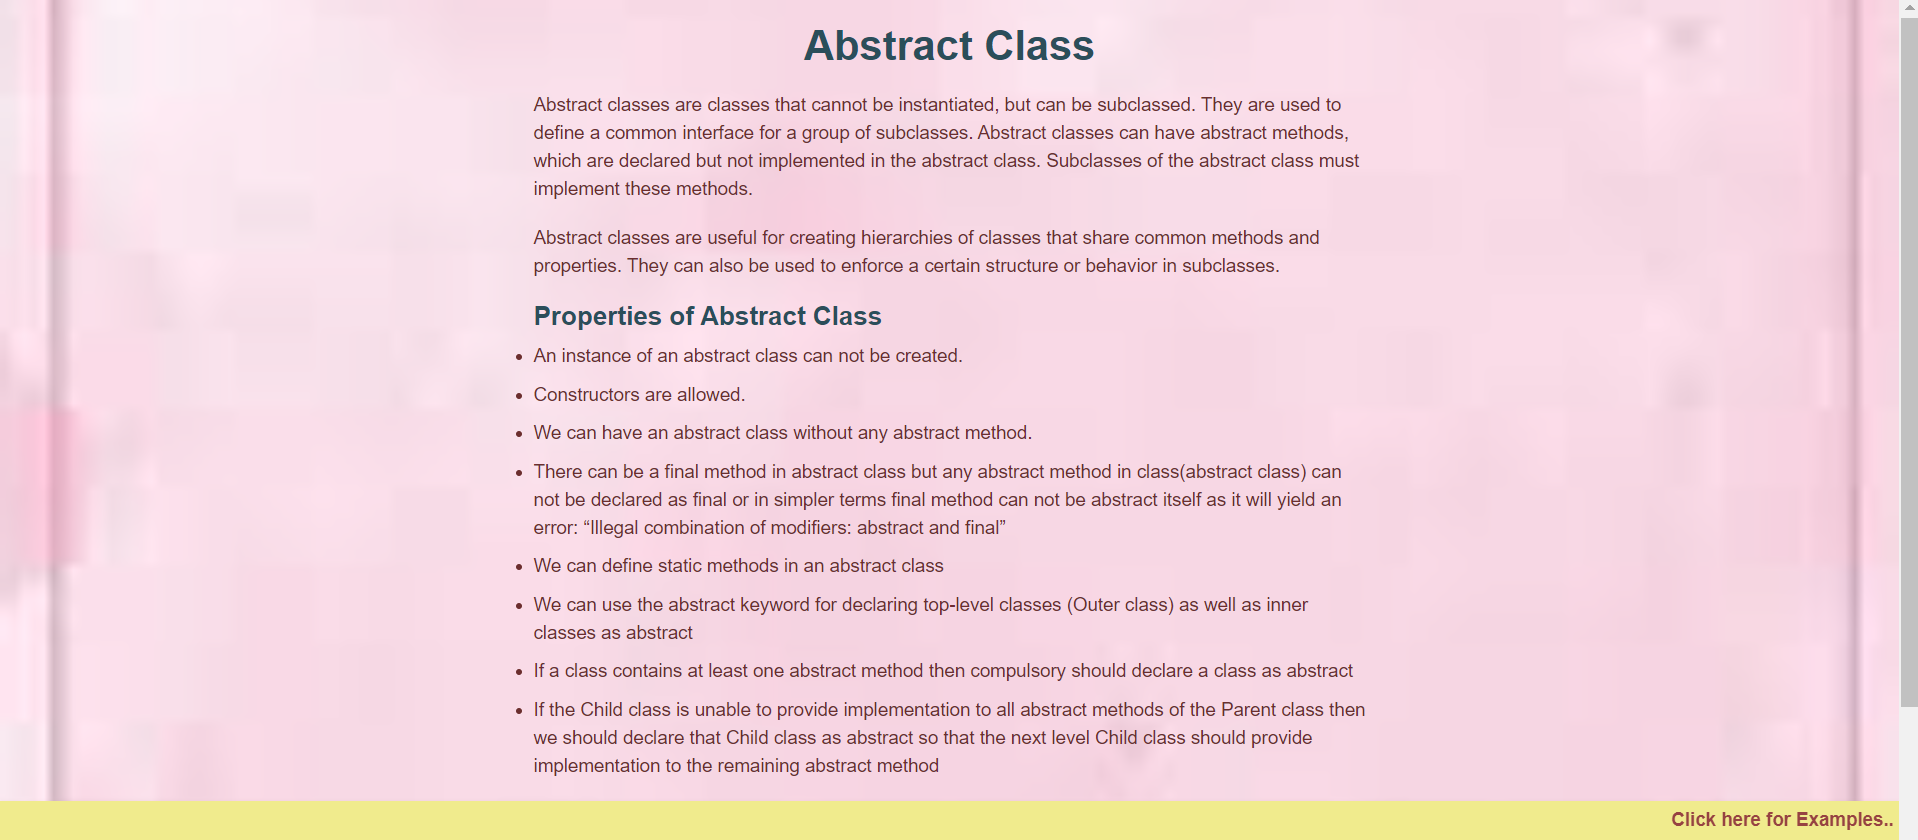 Abstract Class
Abstract classes are classes that cannot be instantiated, but can be subclassed. They are used to
define a common interface for a group of subclasses. Abstract classes can have abstract methods,
which are declared but not implemented in the abstract class. Subclasses of the abstract class must
implement these methods.
Abstract classes are useful for creating hierarchies of classes that share common methods and
properties. They can also be used to enforce a certain structure or behavior in subclasses.
Properties of Abstract Class
• An instance of an abstract class can not be created.
• Constructors are allowed.
• We can have an abstract class without any abstract method.
• There can be a final method in abstract class but any abstract method in class(abstract class) can
not be declared as final or in simpler terms final method can not be abstract itself as it will yield an
error: “Illegal combination of modifiers: abstract and final”
• We can define static methods in an abstract class
• We can use the abstract keyword for declaring top-level classes (Outer class) as well as inner
classes as abstract
• If a class contains at least one abstract method then compulsory should declare a class as abstract
• If the Child class is unable to provide implementation to all abstract methods of the Parent class then
we should declare that Child class as abstract so that the next level Child class should provide
implementation to the remaining abstract method
Click here for Examples..